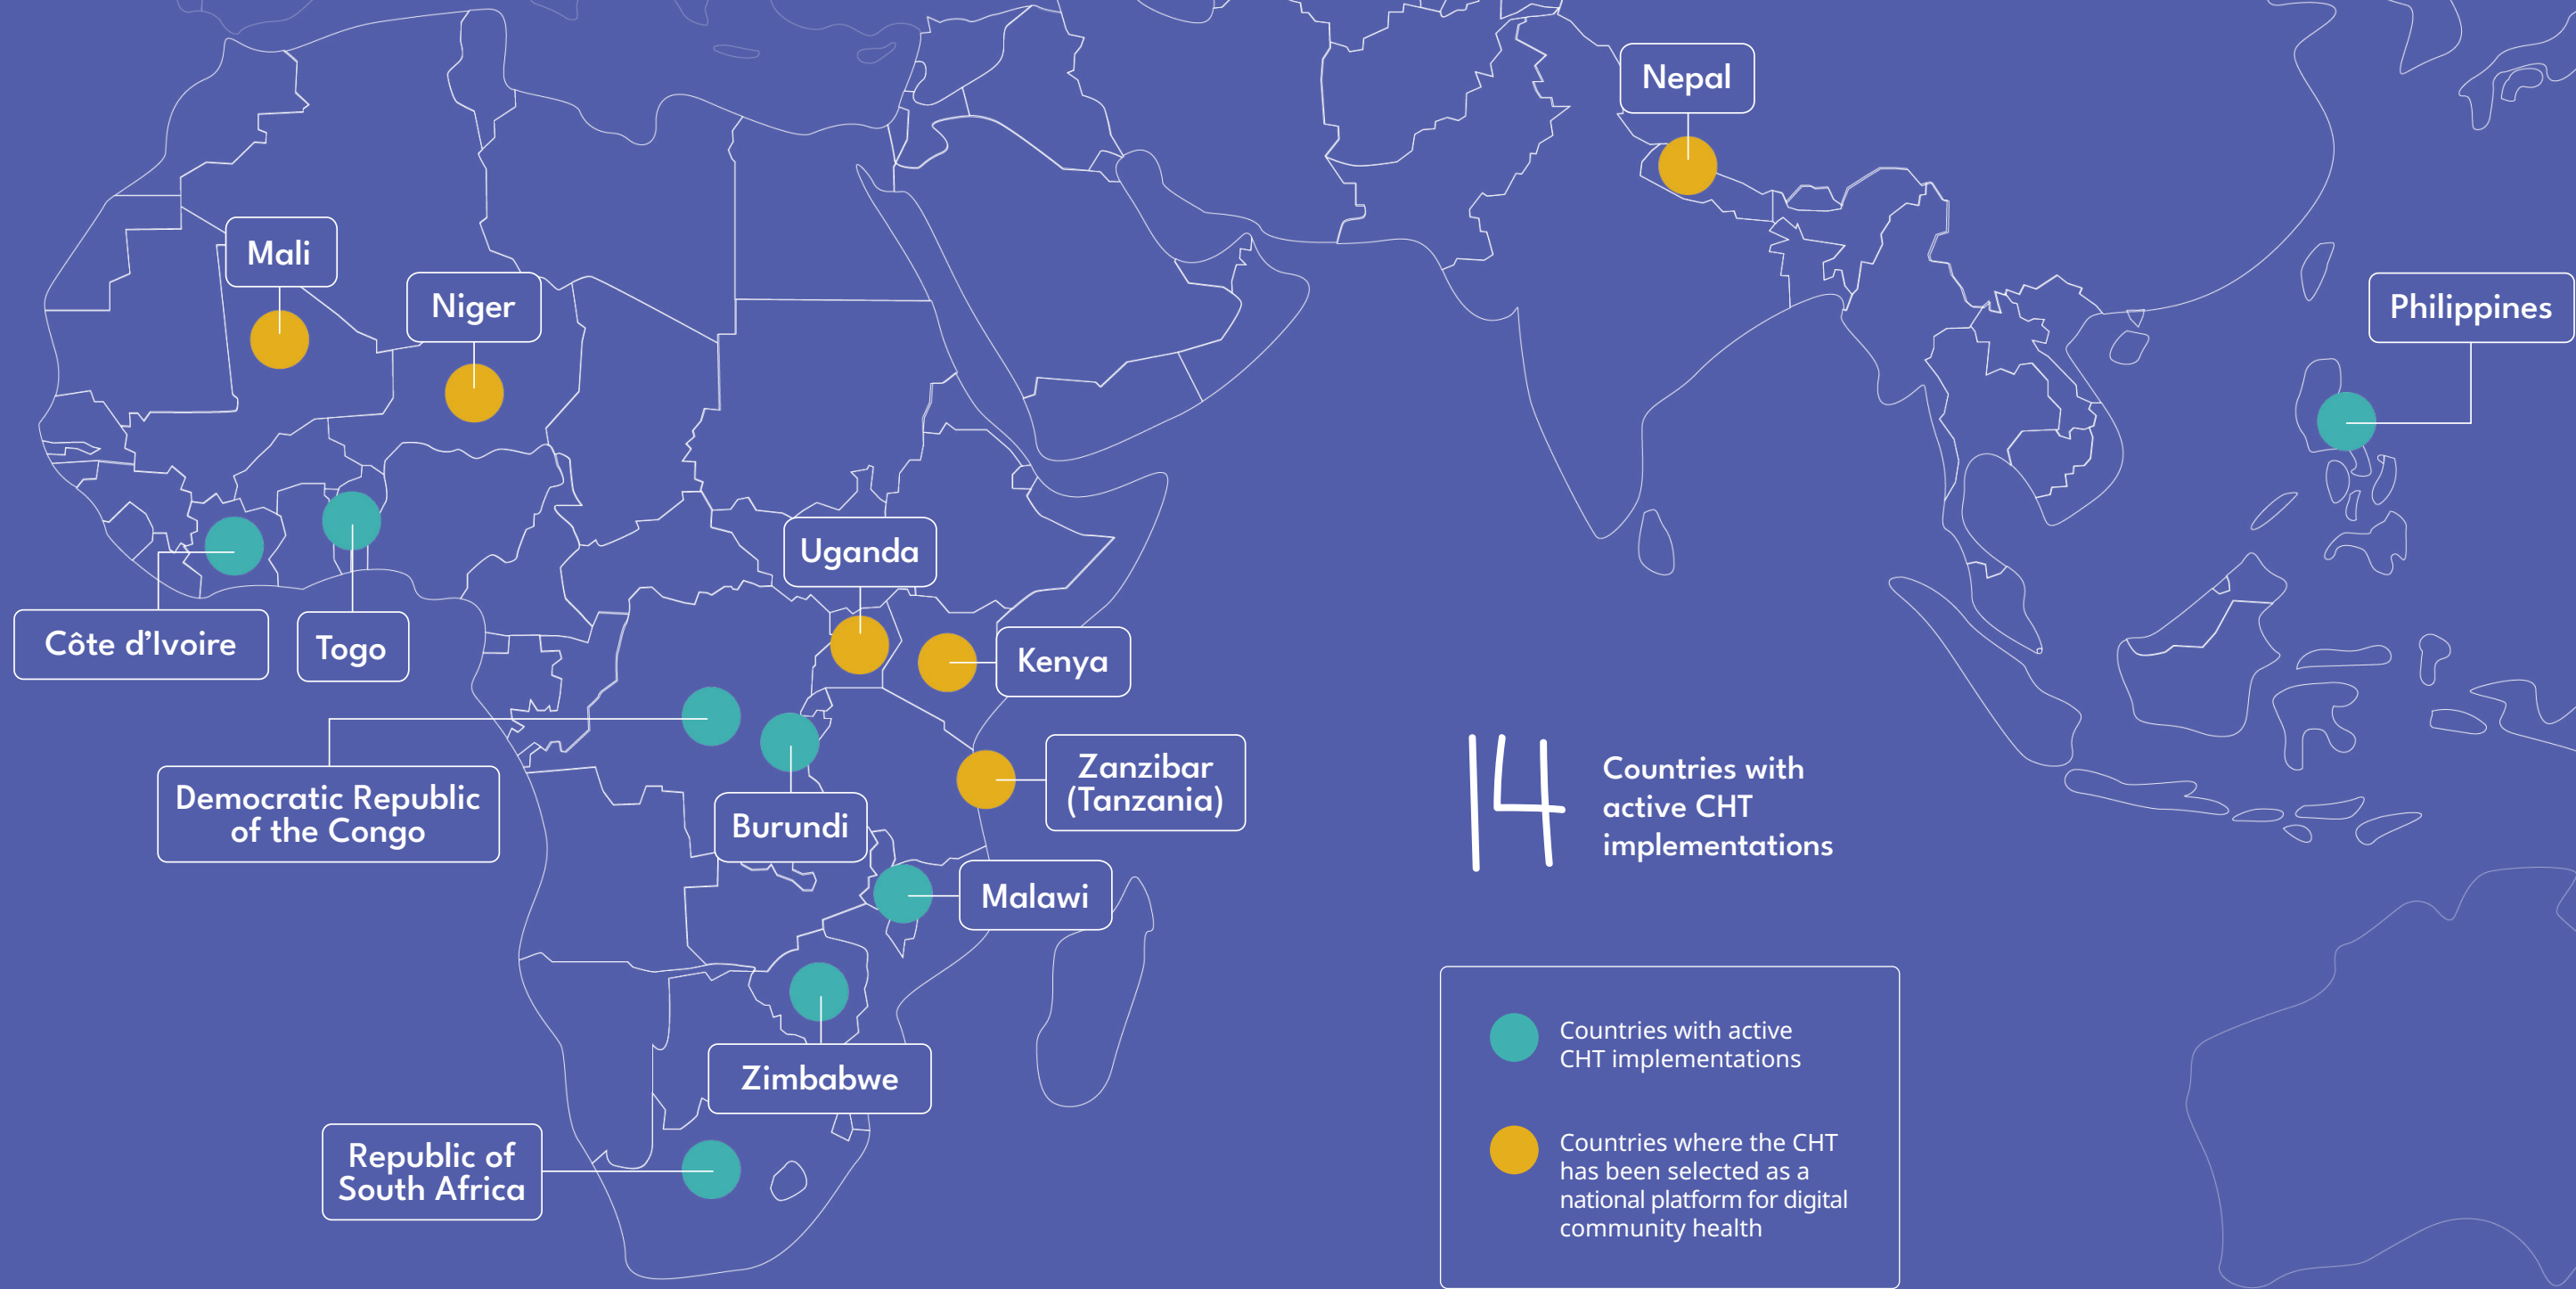 Nepal
Mali
Niger
Philippines
Uganda
Côte d’Ivoire
Togo
Kenya
Democratic Republic
of the Congo
Burundi
Zanzibar
(Tanzania)
Malawi
Zimbabwe
Republic of
South Africa
14
Countries with
active CHT
implementations
Countries with active
CHT implementations
Countries where the CHT
has been selected as a
national platform for digital
community health